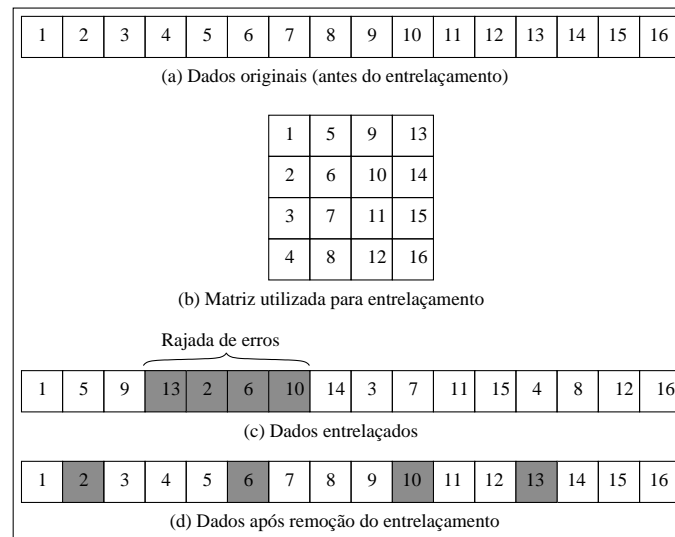 1 2 3 4 5 6 7 8 9 10 11 12 13 14 15 16
(a) Dados originais (antes do entrelaçamento)
1 5 9 13
2 6 10 14
3 7 11 15
4 8 12 16
(b) Matriz utilizada para entrelaçamento
Rajada de erros
1 5 9 13 2 6 10 14 3 7 11 15 4 8 12 16
(c) Dados entrelaçados
1 2 3 4 5 6 7 8 9 10 11 12 13 14 15 16
(d) Dados após remoção do entrelaçamento